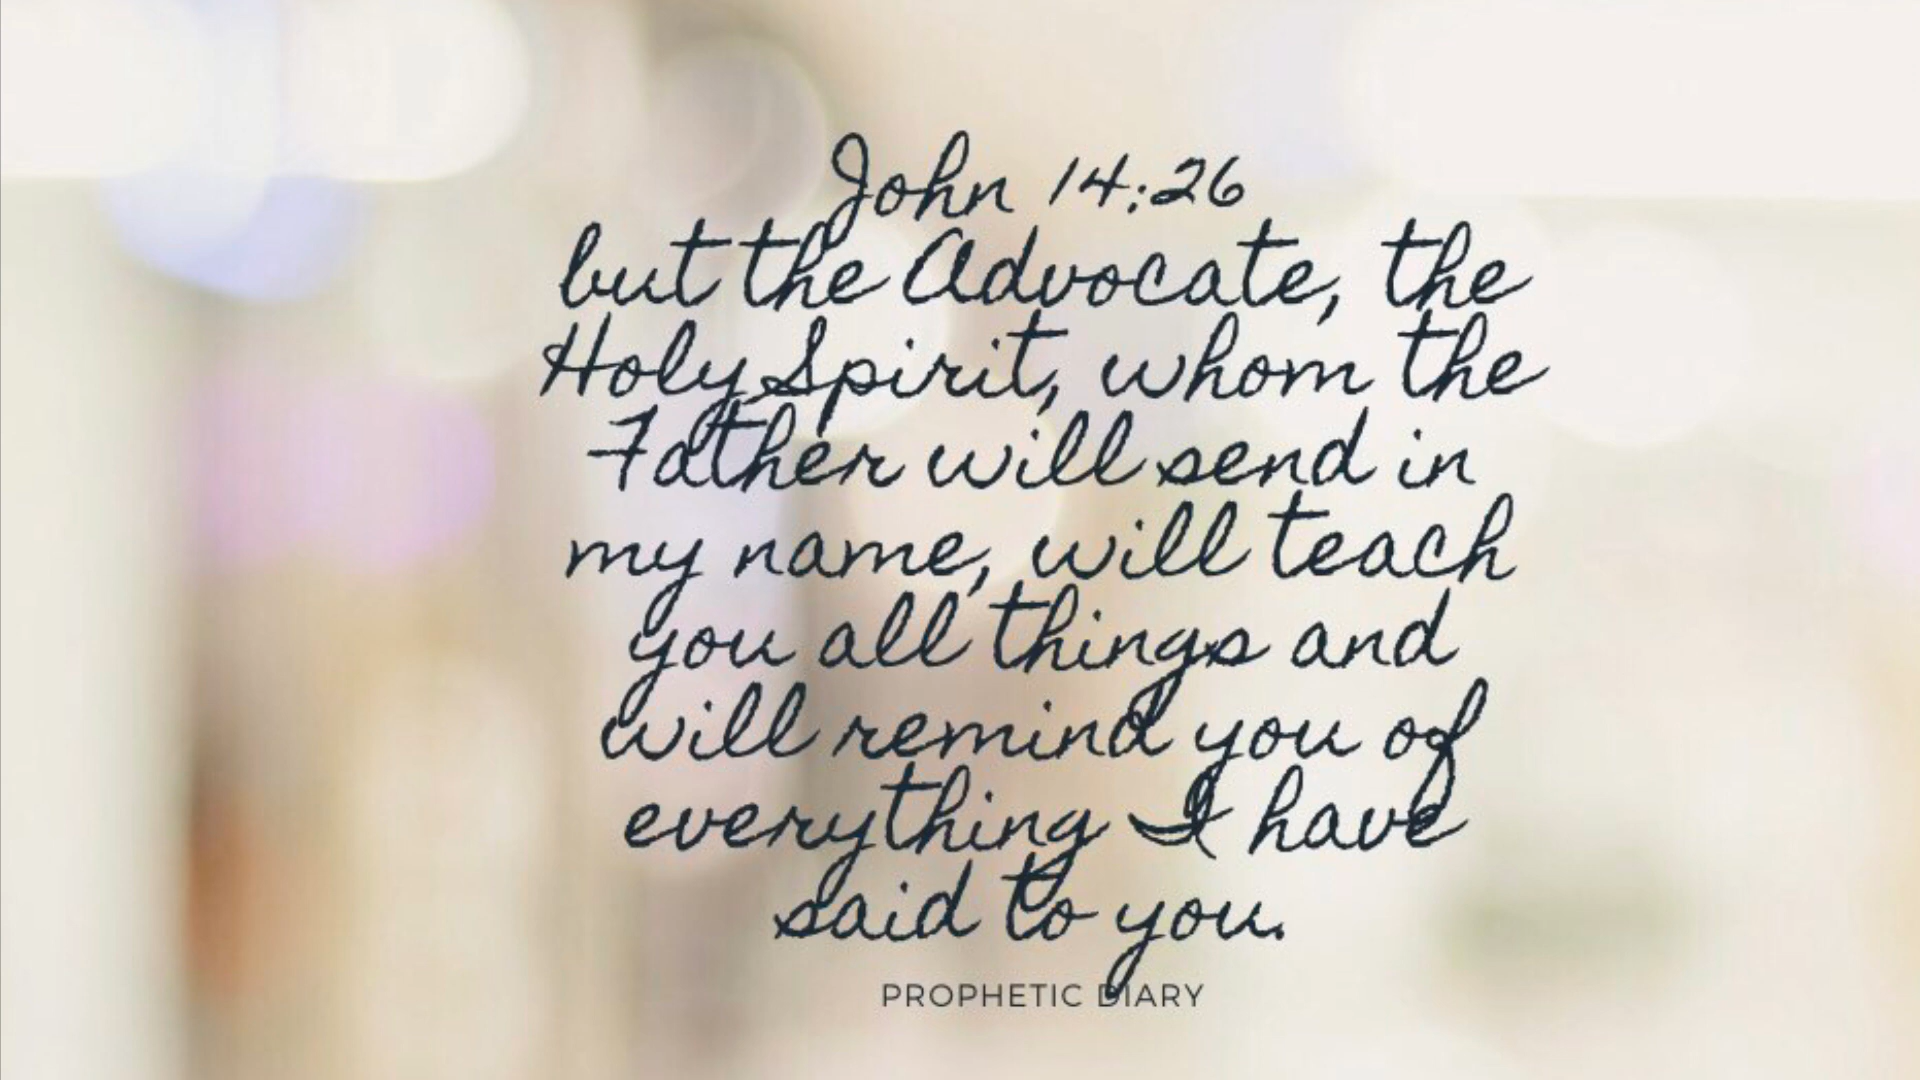 John 14:26
but the Advocate, the
Holy Spirit, whom the
Father will send in
my name, will teach
you all things and
will remind you of
everything I have
said to you.
PROPHETIC DIARY